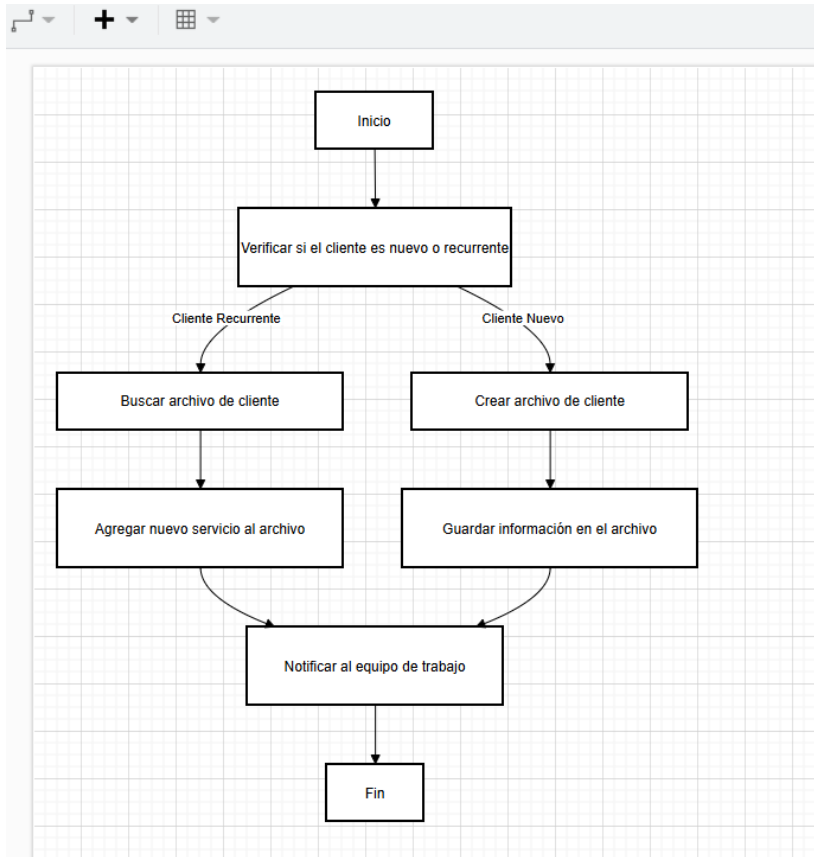 Inicio
Verificar si el cliente es nuevo o recurrente
Cliente Recurrente
Cliente Nuevo
Buscar archivo de cliente
Crear archivo de cliente
Agregar nuevo servicio al archivo
Guardar información en el archivo
Notificar al equipo de trabajo
Fin